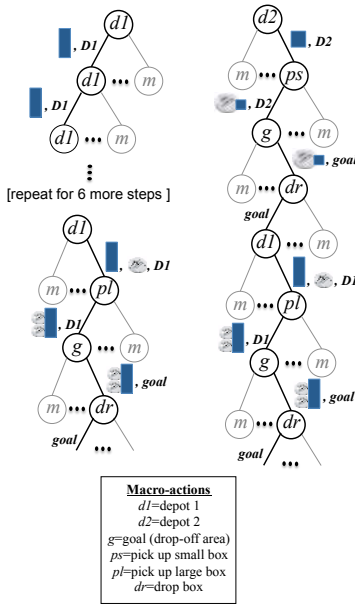 d1
, D1
d1
m
, D1
d1
m
[repeat for 6 more steps ]
d1
, , D1
m
pl
, D1
g
m
, goal
m
dr
goal
d2
, D2
m
ps
, D2
g
m
, goal
m
dr
goal
d1
, , D1
m
pl
, D1
g
m
, goal
m
dr
goal
Macro-actions
d1=depot 1
d2=depot 2
g=goal (drop-off area)
ps=pick up small box
pl=pick up large box
dr=drop box